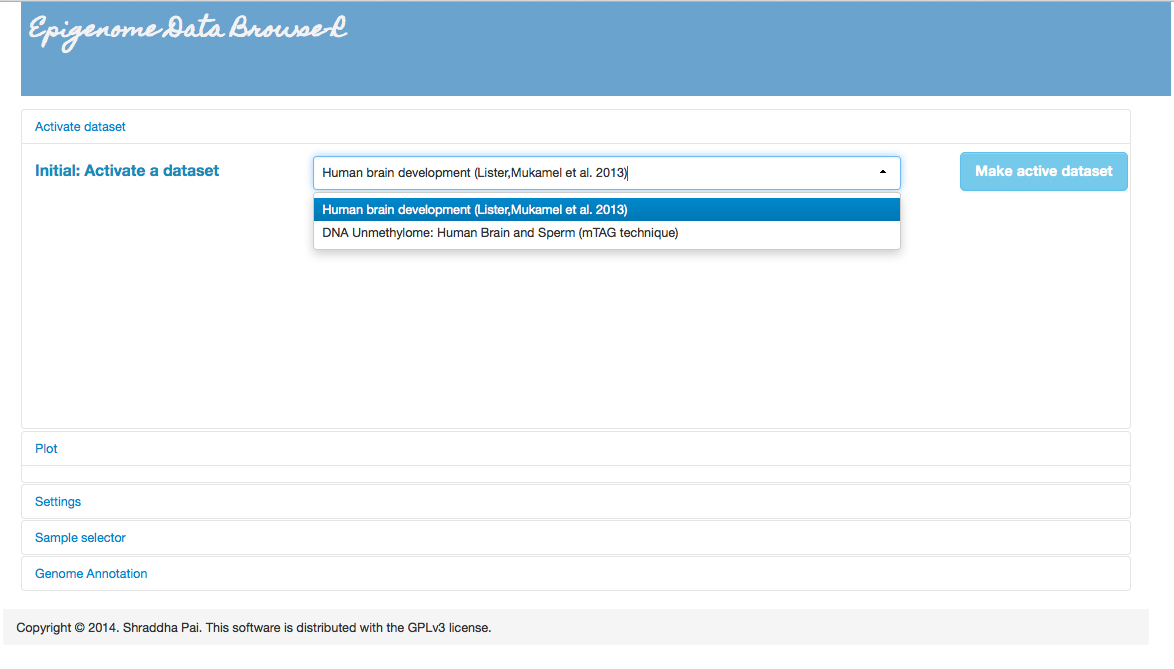 Epigenome Data BrowseR
Activate dataset
Initial: Activate a dataset
Human brain development (Lister,Mukamel et al. 2013)
Make active dataset
Human brain development (Lister,Mukamel et al. 2013)
DNA Unmethylome: Human Brain and Sperm (mTAG technique)
Plot
Settings
Sample selector
Genome Annotation
Copyright © 2014. Shraddha Pai. This software is distributed with the GPLv3 license.